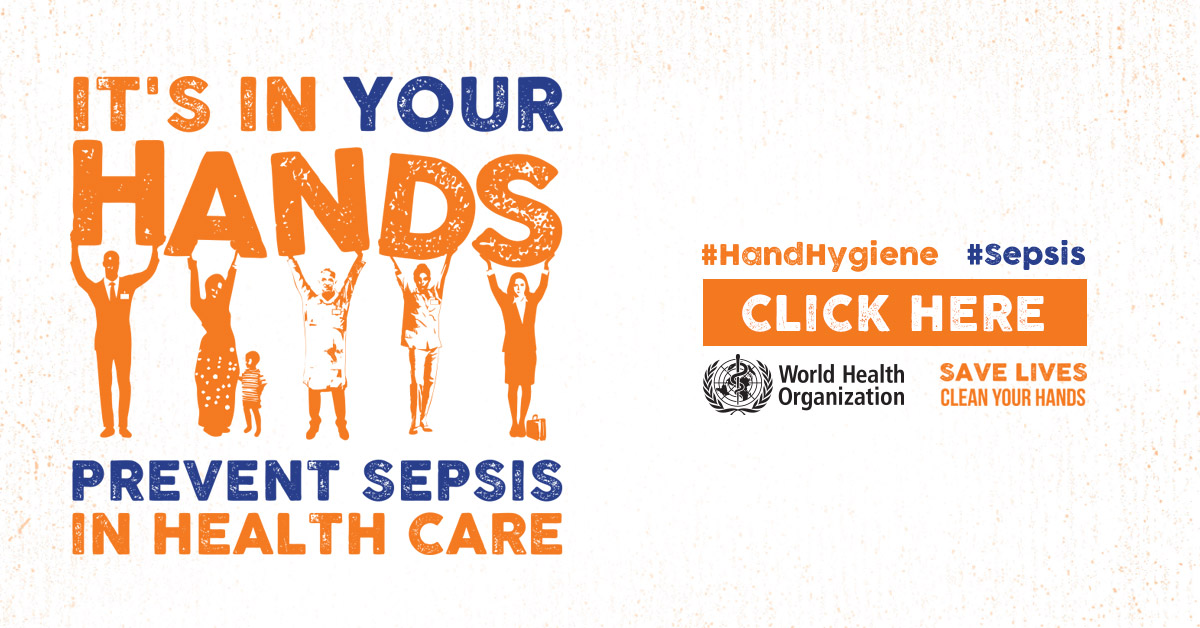 IT'S IN YOUR
HANDS
PREVENT SEPSIS
IN HEALTH CARE
#HandHygiene #Sepsis
CLICK HERE
World Health
Organization
SAVE LIVES
CLEAN YOUR HANDS